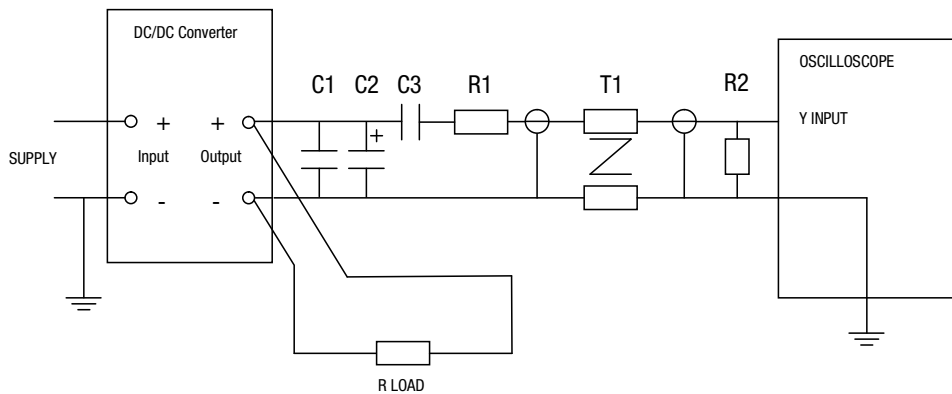 DC/DC Converter
OSCILLOSCOPE
C1 C2 C3 R1 T1 R2
+ + + Y INPUT
SUPPLY Input Output
- -
R LOAD